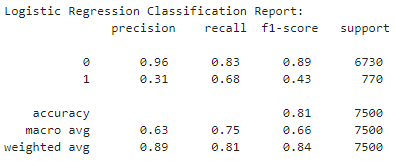 Logistic Regression Classification Report:
precision recall f1-score support
0 0.96 0.83 0.89 6730
1 0.31 0.68 0.43 770
accuracy 0.81 7500
macro avg 0.63 0.75 0.66 7500
weighted avg 0.89 0.81 0.84 7500